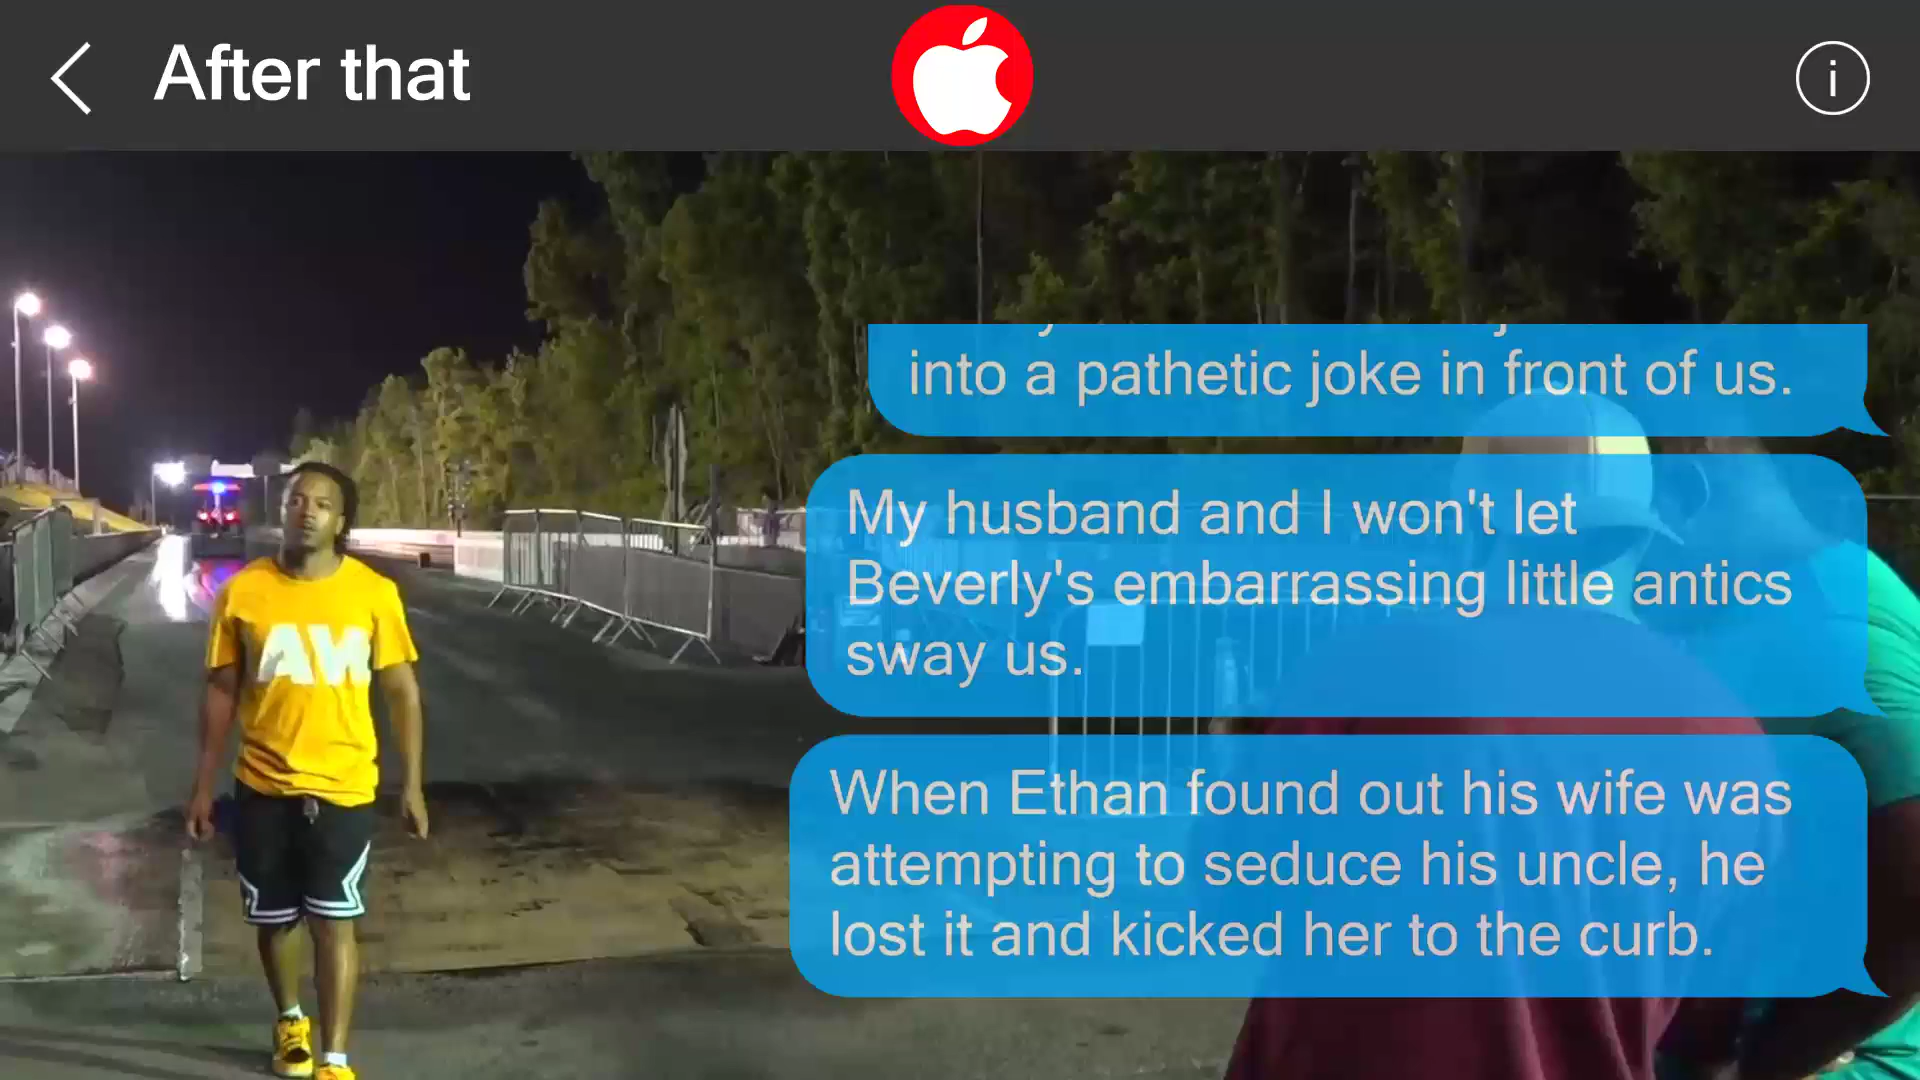 After that
into a pathetic joke in front of us.
My husband and I won't let
Beverly's embarrassing little antics
sway us.
When Ethan found out his wife was
attempting to seduce his uncle, he
lost it and kicked her to the curb.
AW